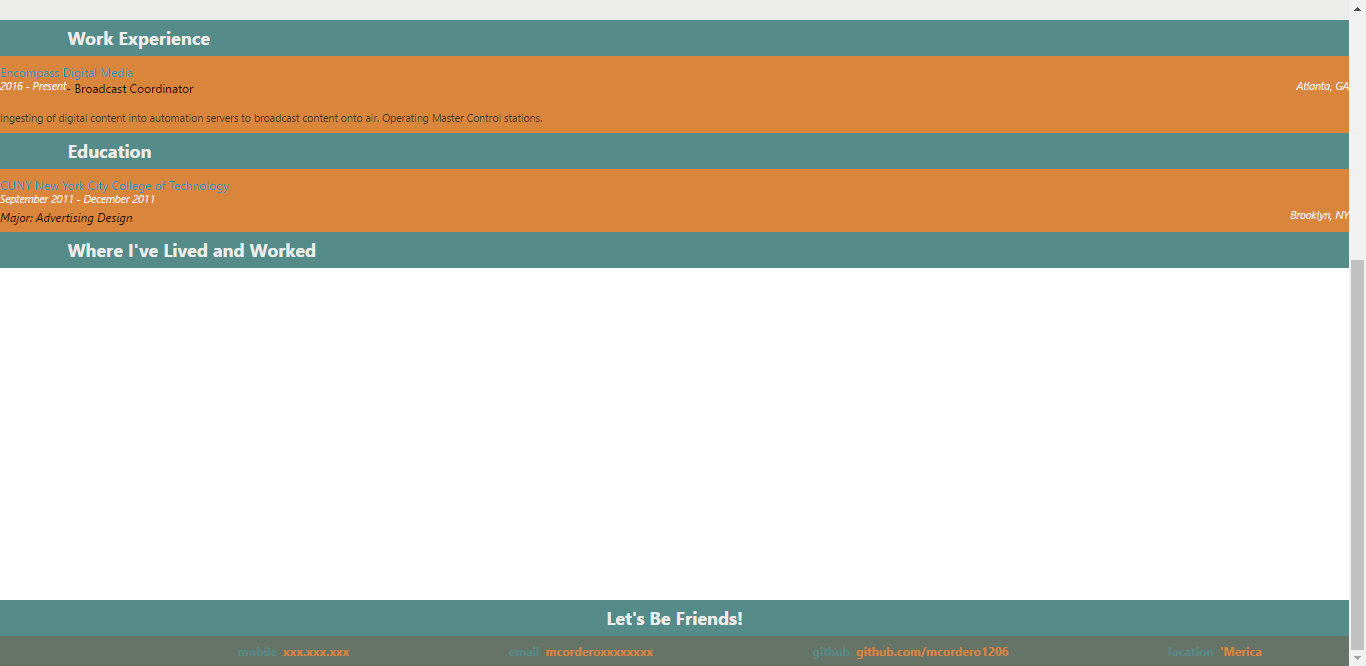 Work Experience
Encompass Digital Media
2016 - Present - Broadcast Coordinator Atlanta, GA
Ingesting of digital content into automation servers to broadcast content onto air. Operating Master Control stations.
Education
CUNY New York City College of Technology
September 2011 - December 2011
Major: Advertising Design Brooklyn, NY
Where I've Lived and Worked
Let's Be Friends!
mobile xxx.xxx.xxx email mcorderoxxxxxxxx github github.com/mcordero1206 location 'Merica